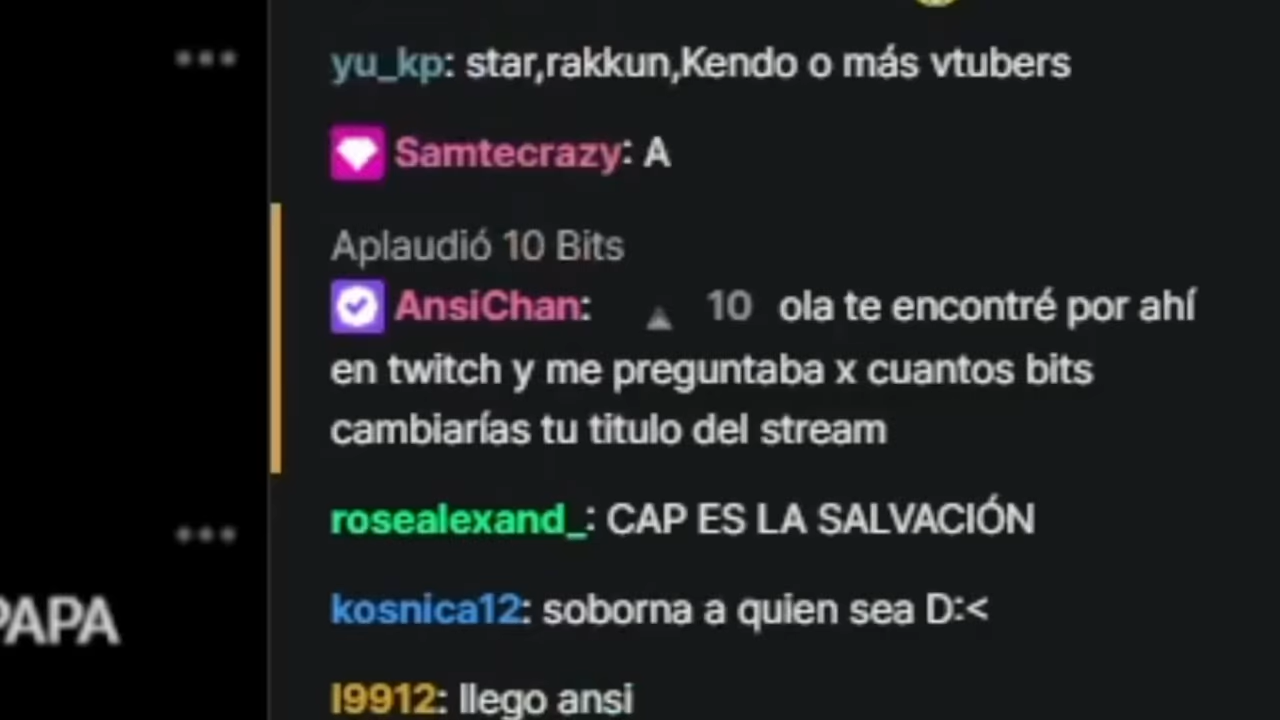 yu_kp: star,rakkun,Kendo o más vtubers
Samtecrazy: A
Aplaudió 10 Bits
AnsiChan: 10 ola te encontré por ahí
en twitch y me preguntaba x cuantos bits
cambiarías tu titulo del stream
rosealexand_: CAP ES LA SALVACIÓN
kosnica12: soborna a quien sea D:<
PAPA
l9912: llego ansi